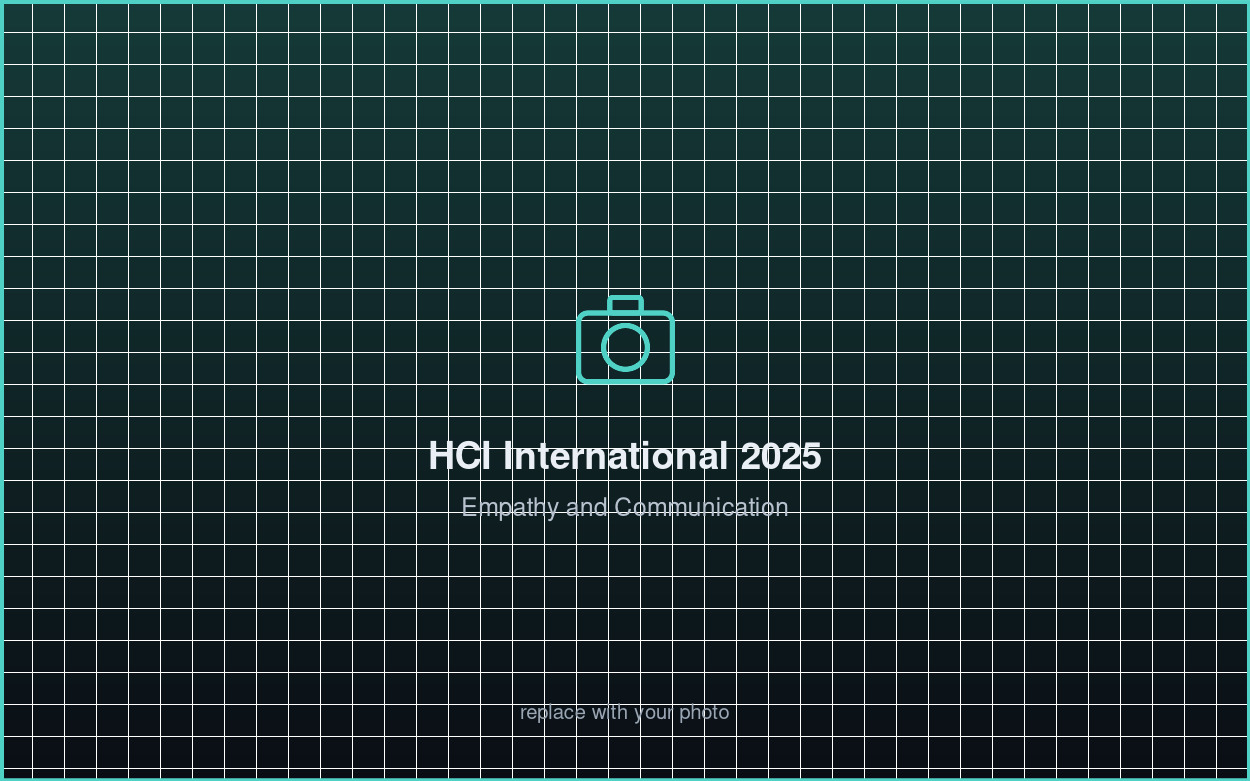 HCI International 2025
Empathy and Communication
replace with your photo